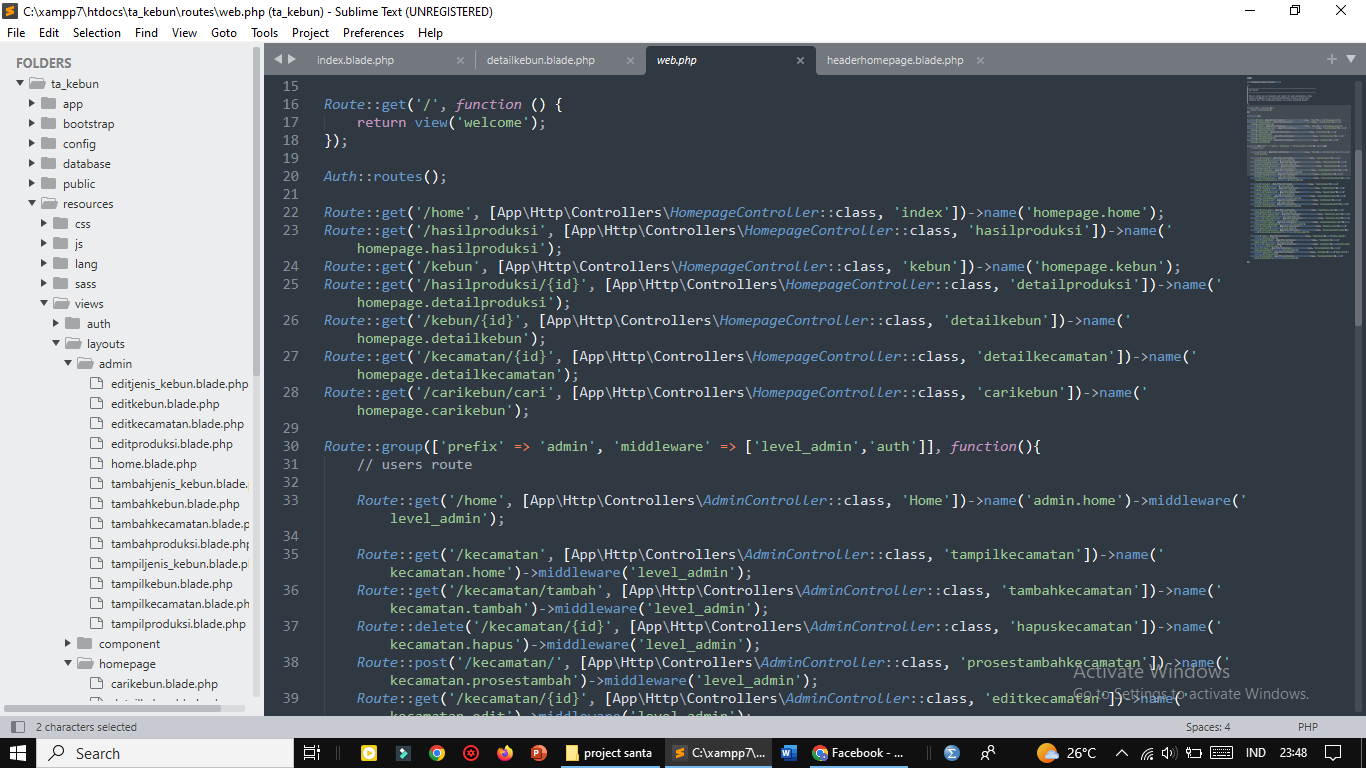 C:\xampp7\htdocs\ta_kebun\routes\web.php (ta_kebun) - Sublime Text (UNREGISTERED)
File Edit Selection Find View Goto Tools Project Preferences Help
FOLDERS
ta_kebun
app
bootstrap
config
database
public
resources
css
js
lang
sass
views
auth
layouts
admin
editjenis_kebun.blade.php
editkebun.blade.php
editkecamatan.blade.php
editproduksi.blade.php
home.blade.php
tambahjenis_kebun.blade.
tambahkebun.blade.php
tambahkecamatan.blade.p
tambahproduksi.blade.php
tampiljenis_kebun.blade.p
tampilkebun.blade.php
tampilkecamatan.blade.ph
tampilproduksi.blade.php
component
homepage
carikebun.blade.php
index.blade.php detailkebun.blade.php web.php headerhomepage.blade.php
15
16 Route::get('/', function () {
17 return view('welcome');
18 });
19
20 Auth::routes();
21
22 Route::get('/home', [App\Http\Controllers\HomepageController::class, 'index'])->name('homepage.home');
23 Route::get('/hasilproduksi', [App\Http\Controllers\HomepageController::class, 'hasilproduksi'])->name('
homepage.hasilproduksi');
24 Route::get('/kebun', [App\Http\Controllers\HomepageController::class, 'kebun'])->name('homepage.kebun');
25 Route::get('/hasilproduksi/{id}', [App\Http\Controllers\HomepageController::class, 'detailproduksi'])->name('
homepage.detailproduksi');
26 Route::get('/kebun/{id}', [App\Http\Controllers\HomepageController::class, 'detailkebun'])->name('
homepage.detailkebun');
27 Route::get('/kecamatan/{id}', [App\Http\Controllers\HomepageController::class, 'detailkecamatan'])->name('
homepage.detailkecamatan');
28 Route::get('/carikebun/cari', [App\Http\Controllers\HomepageController::class, 'carikebun'])->name('
homepage.carikebun');
29
30 Route::group(['prefix' => 'admin', 'middleware' => ['level_admin','auth']], function(){
31 // users route
32
33 Route::get('/home', [App\Http\Controllers\AdminController::class, 'Home'])->name('admin.home')->middleware('
level_admin');
34
35 Route::get('/kecamatan', [App\Http\Controllers\AdminController::class, 'tampilkecamatan'])->name('
kecamatan.home')->middleware('level_admin');
36 Route::get('/kecamatan/tambah', [App\Http\Controllers\AdminController::class, 'tambahkecamatan'])->name('
kecamatan.tambah')->middleware('level_admin');
37 Route::delete('/kecamatan/{id}', [App\Http\Controllers\AdminController::class, 'hapuskecamatan'])->name('
kecamatan.hapus')->middleware('level_admin');
38 Route::post('/kecamatan/', [App\Http\Controllers\AdminController::class, 'prosestambahkecamatan'])->name('
kecamatan.prosestambah')->middleware('level_admin');
39 Route::get('/kecamatan/{id}', [App\Http\Controllers\AdminController::class, 'editkecamatan'])->name('
kecamatan.edit')->middleware('level_admin');
Activate Windows
Go to Settings to activate Windows.
2 characters selected Spaces: 4 PHP
Search project santa C:\xampp7\... Facebook - ... 26°C IND 23:48